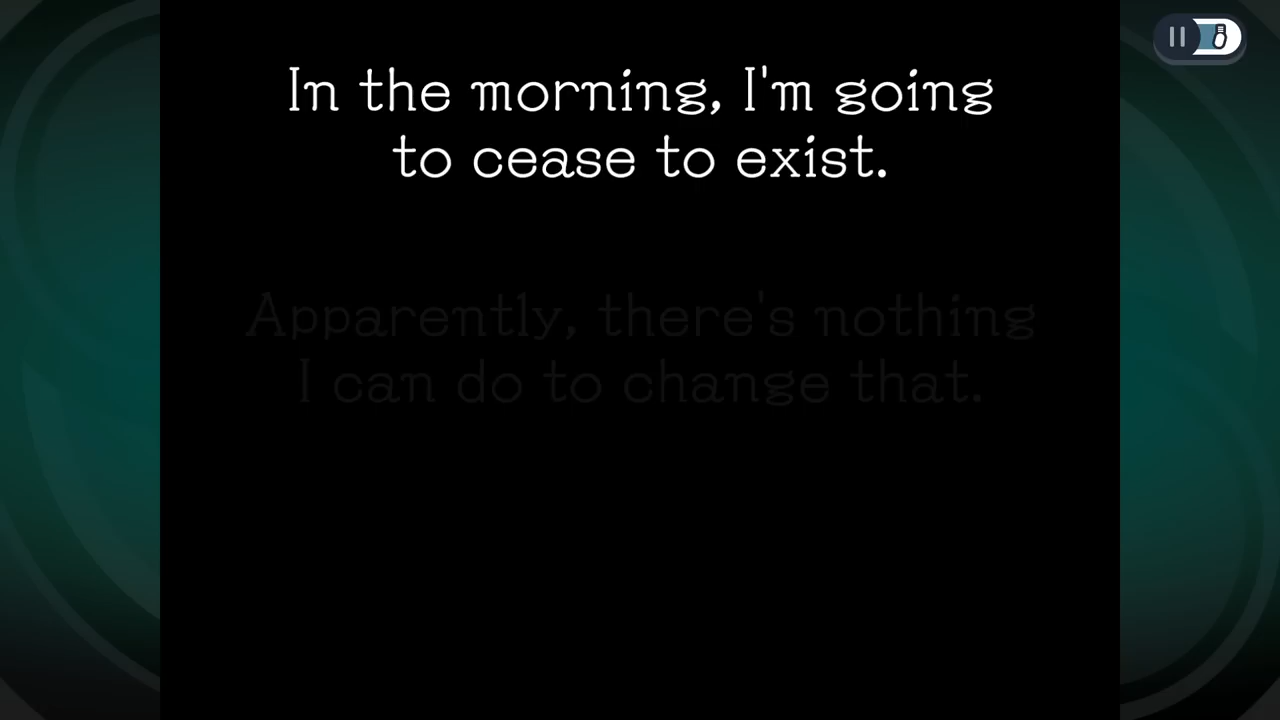 In the morning, I'm going
to cease to exist.
Apparently, there's nothing
I can do to change that.